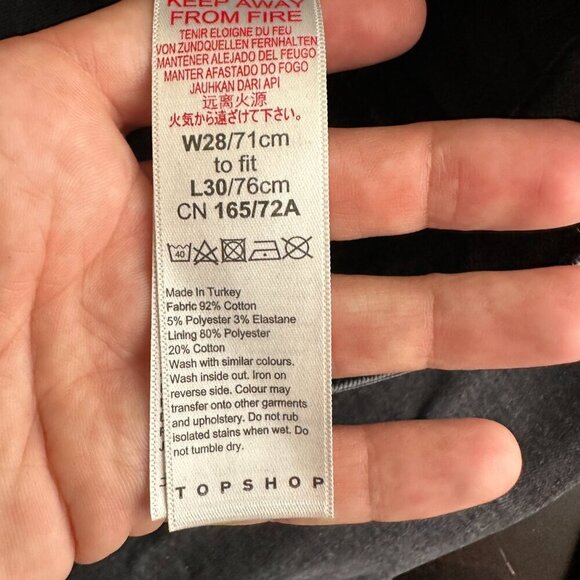 KEEP AWAY
FROM FIRE
TENIR ELOIGNE DU FEU
VON ZUNDQUELLEN FERNHALTEN
MANTENER ALEJADO DEL FEUGO
MANTER AFASTADO DO FOGO
JAUHKAN DARI API
远离火源
火気から遠ざけて下さい。
W28/71cm
to fit
L30/76cm
CN 165/72A
40
Made In Turkey
Fabric 92% Cotton
5% Polyester 3% Elastane
Lining 80% Polyester
20% Cotton
Wash with similar colours.
Wash inside out. Iron on
reverse side. Colour may
transfer onto other garments
and upholstery. Do not rub
isolated stains when wet. Do
not tumble dry.
TOPSHOP